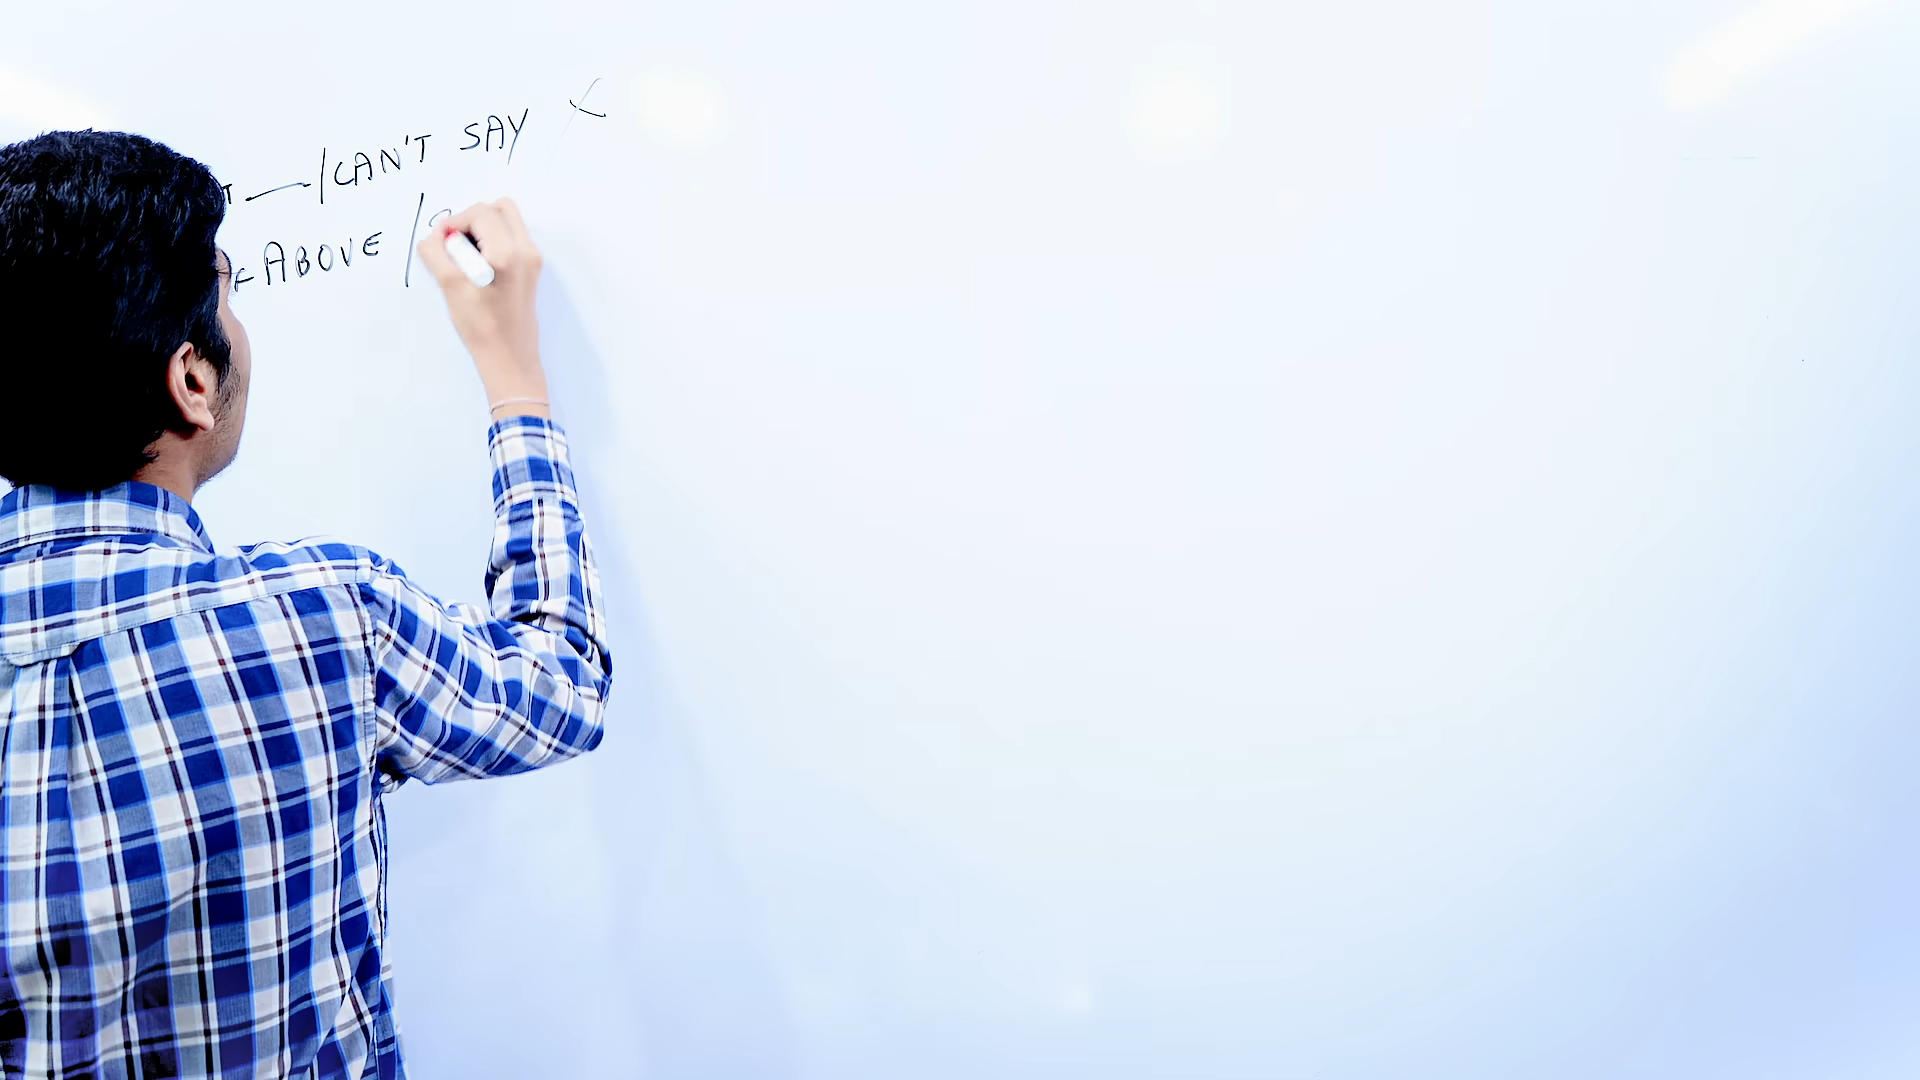 T — / CAN'T SAY X
F ABOVE /